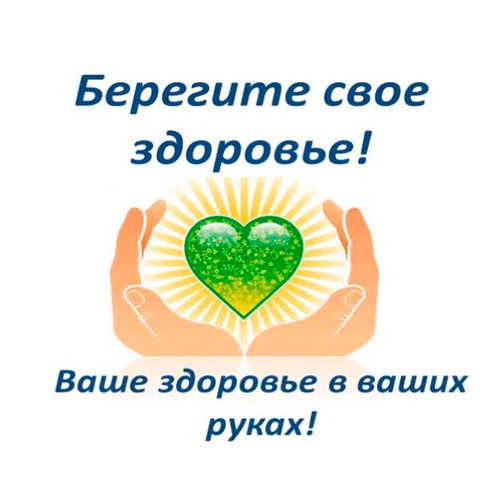 Берегите свое
здоровье!
Ваше здоровье в ваших
руках!